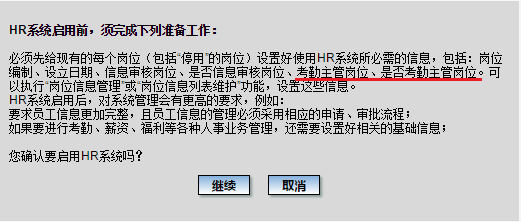 HR系统启用前，须完成下列准备工作：
必须先给现有的每个岗位（包括“停用”的岗位）设置好使用HR系统所必需的信息，包括：岗位
编制、设立日期、信息审核岗位、是否信息审核岗位、考勤主管岗位、是否考勤主管岗位。可
以执行“岗位信息管理”或“岗位信息列表维护”功能，设置这些信息。
HR系统启用后，对系统管理会有更高的要求，例如：
要求员工信息更加完整，且员工信息的管理必须采用相应的申请、审批流程；
如果要进行考勤、薪资、福利等各种人事业务管理，还需要设置好相关的基础信息；
您确认要启用HR系统吗？
继续 取消